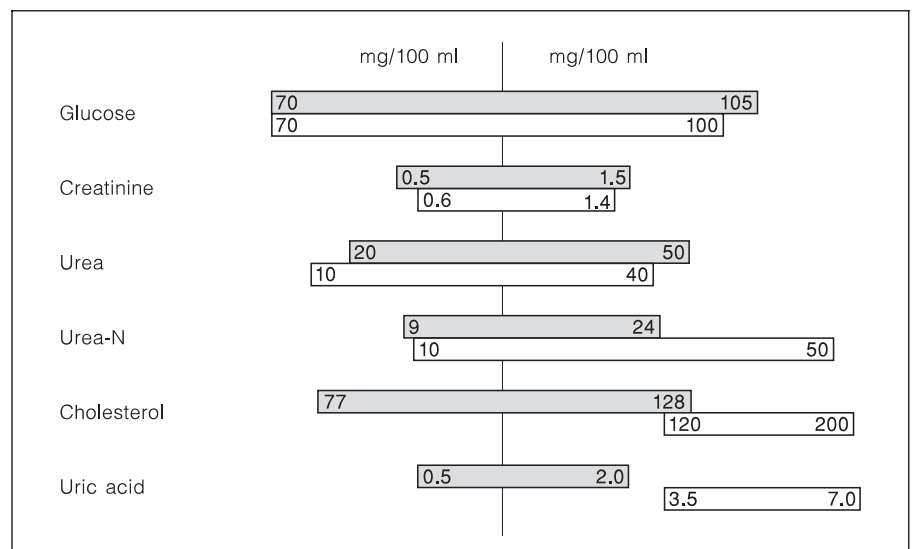 mg/100 ml mg/100 ml
Glucose 70 105
70 100
Creatinine 0.5 1.5
0.6 1.4
Urea 20 50
10 40
Urea-N 9 24
10 50
Cholesterol 77 128
120 200
Uric acid 0.5 2.0
3.5 7.0